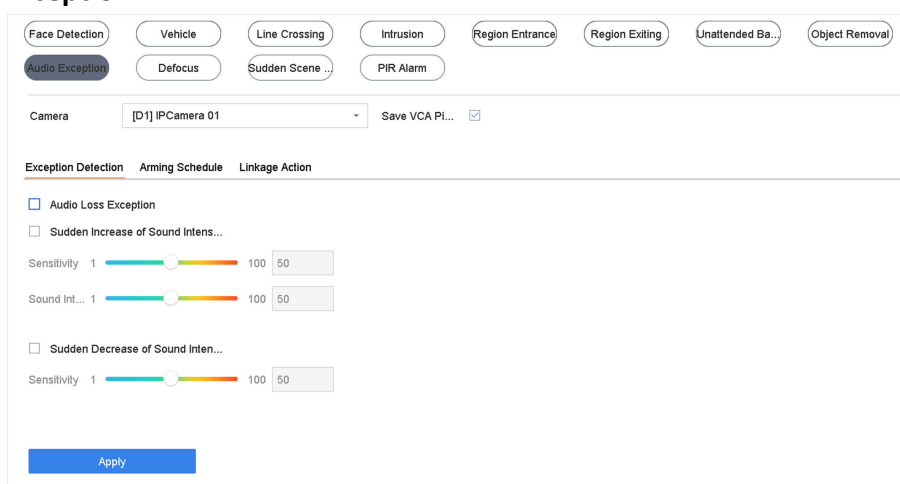 Face Detection Vehicle Line Crossing Intrusion Region Entrance Region Exiting Unattended Ba... Object Removal
Audio Exception Defocus Sudden Scene ... PIR Alarm
Camera [D1] IPCamera 01 Save VCA Pi...
Exception Detection Arming Schedule Linkage Action
Audio Loss Exception
Sudden Increase of Sound Intens...
Sensitivity 1 100 50
Sound Int... 1 100 50
Sudden Decrease of Sound Inten...
Sensitivity 1 100 50
Apply